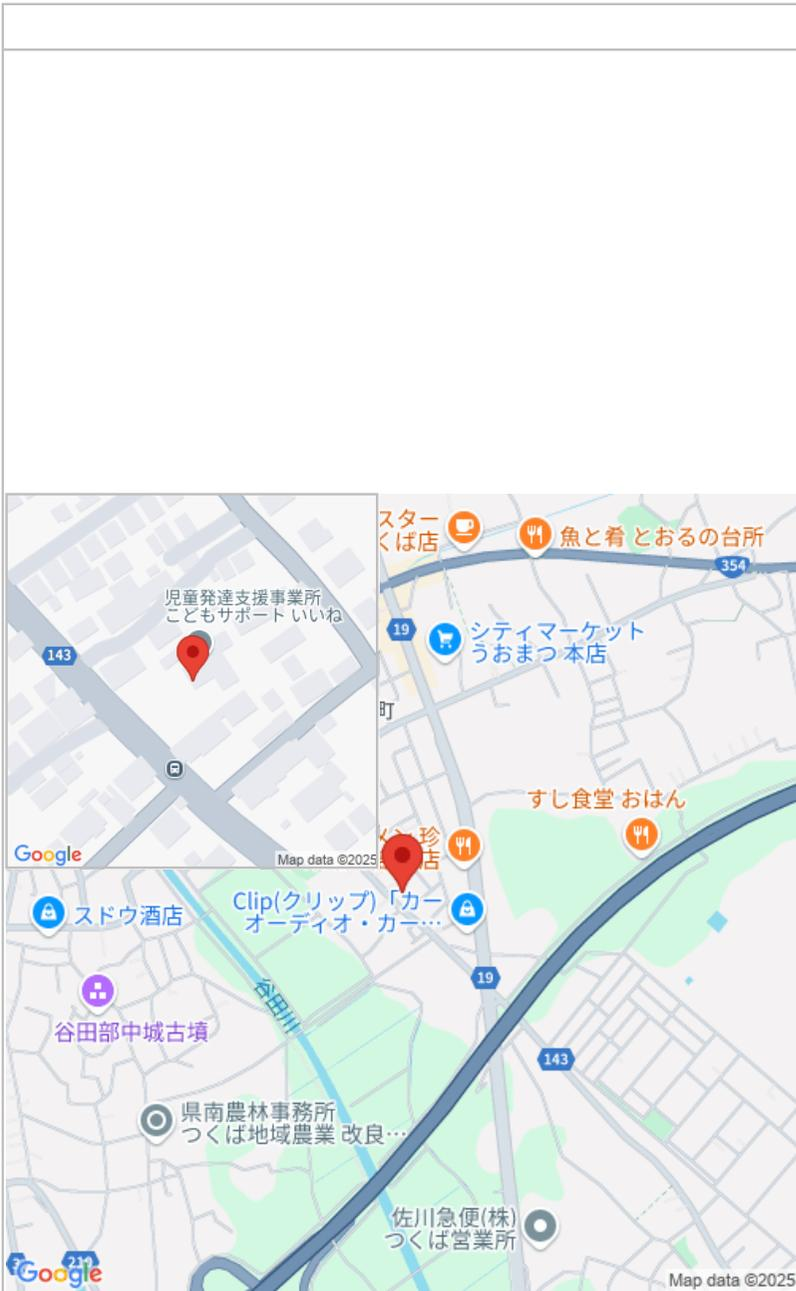 児童発達支援事業所
こどもサポート いいね
143
Google
Map data ©2025
スター
くば店
魚と肴 とおるの台所
354
19
シティマーケット
うおまつ 本店
町
すし食堂 おはん
珍
店
Clip(クリップ)「カー
オーディオ・カー…
スドウ酒店
谷田川
19
谷田部中城古墳
143
県南農林事務所
つくば地域農業 改良…
佐川急便(株)
つくば営業所
Google
Map data ©2025